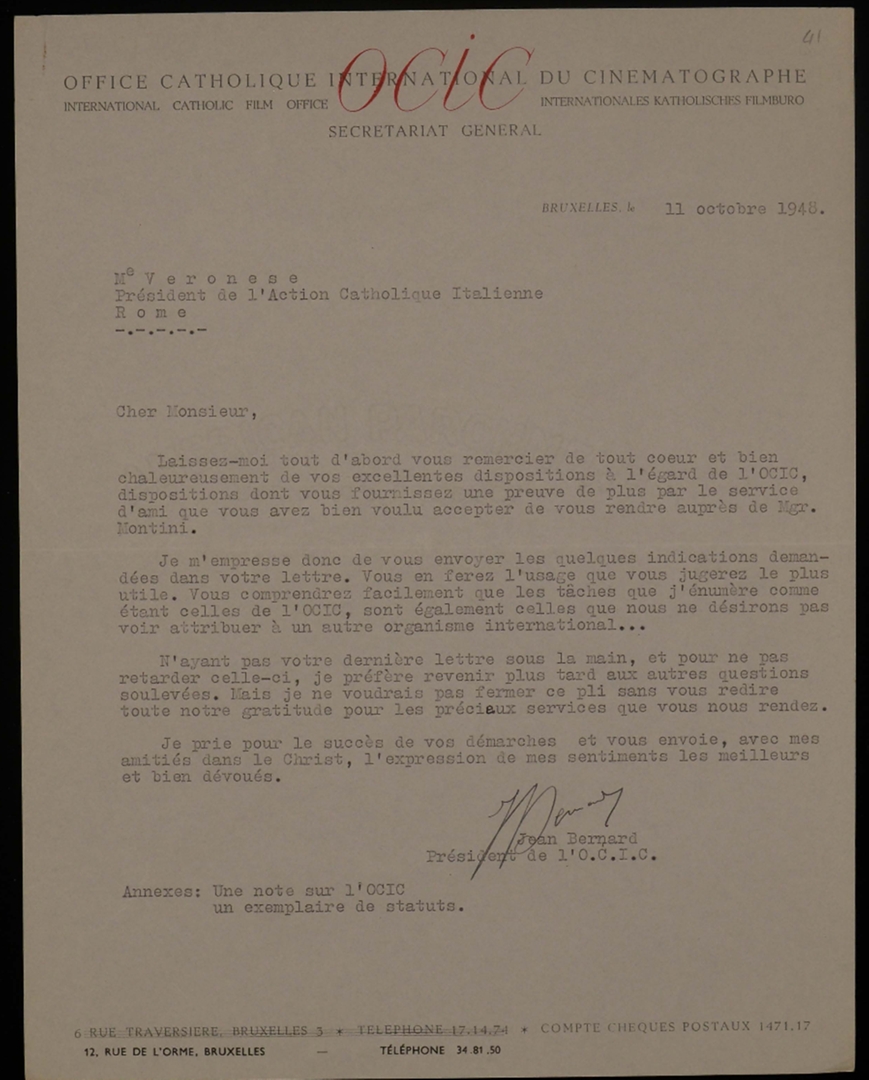 41
OFFICE CATHOLIQUE INTERNATIONAL DU CINEMATOGRAPHE
ocic
INTERNATIONAL CATHOLIC FILM OFFICE
INTERNATIONALES KATHOLISCHES FILMBURO
SECRETARIAT GENERAL
BRUXELLES, le 11 octobre 1948.
Me V e r o n e s e
Président de l'Action Catholique Italienne
R o m e
-.-.-.-.-
Cher Monsieur,
Laissez-moi tout d'abord vous remercier de tout coeur et bien
chaleureusement de vos excellentes dispositions à l'égard de l'OCIC,
dispositions dont vous fournissez une preuve de plus par le service
d'ami que vous avez bien voulu accepter de vous rendre auprès de Mgr.
Montini.
Je m'empresse donc de vous envoyer les quelques indications deman-
dées dans votre lettre. Vous en ferez l'usage que vous jugerez le plus
utile. Vous comprendrez facilement que les tâches que j'énumère comme
étant celles de l'OCIC, sont également celles que nous ne désirons pas
voir attribuer à un autre organisme international...
N'ayant pas votre dernière lettre sous la main, et pour ne pas
retarder celle-ci, je préfère revenir plus tard aux autres questions
soulevées. Mais je ne voudrais pas fermer ce pli sans vous redire
toute notre gratitude pour les préciaux services que vous nous rendez.
Je prie pour le succès de vos démarches et vous envoie, avec mes
amitiés dans le Christ, l'expression de mes sentiments les meilleurs
et bien dévoués.
Jean Bernard
Président de l'O.C.I.C.
Annexes: Une note sur l'OCIC
un exemplaire de statuts.
6 RUE TRAVERSIERE, BRUXELLES 3 * TELEPHONE 17.14.74 * COMPTE CHEQUES POSTAUX 1471.17
12, RUE DE L'ORME, BRUXELLES — TÉLÉPHONE 34.81.50